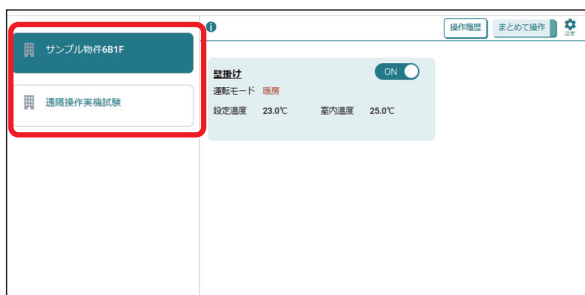 サンプル物件6B1F
遠隔操作実機試験
操作履歴
まとめて操作
設定
壁掛け
ON
運転モード 暖房
設定温度 23.0℃ 室内温度 25.0℃